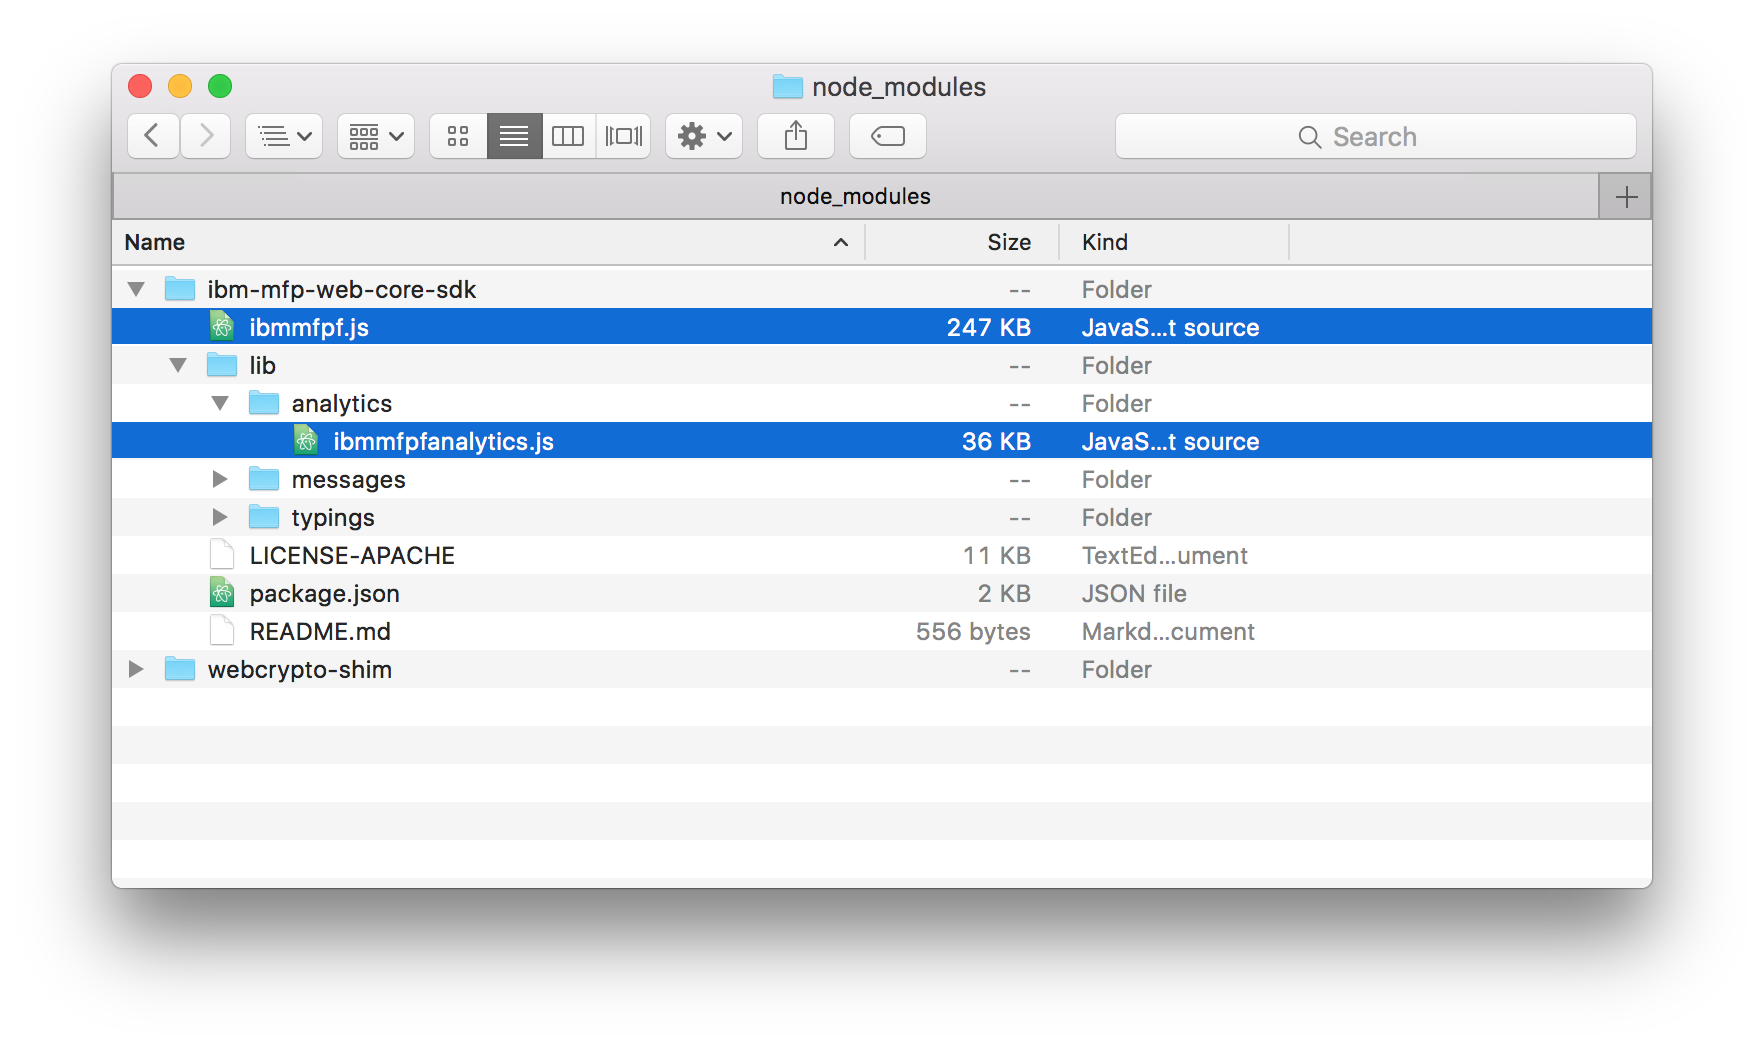 node_modules
Search
node_modules
Name Size Kind
ibm-mfp-web-core-sdk -- Folder
ibmmfpf.js 247 KB JavaS...t source
lib -- Folder
analytics -- Folder
ibmmfpfanalytics.js 36 KB JavaS...t source
messages -- Folder
typings -- Folder
LICENSE-APACHE 11 KB TextEd...ument
package.json 2 KB JSON file
README.md 556 bytes Markd...cument
webcrypto-shim -- Folder